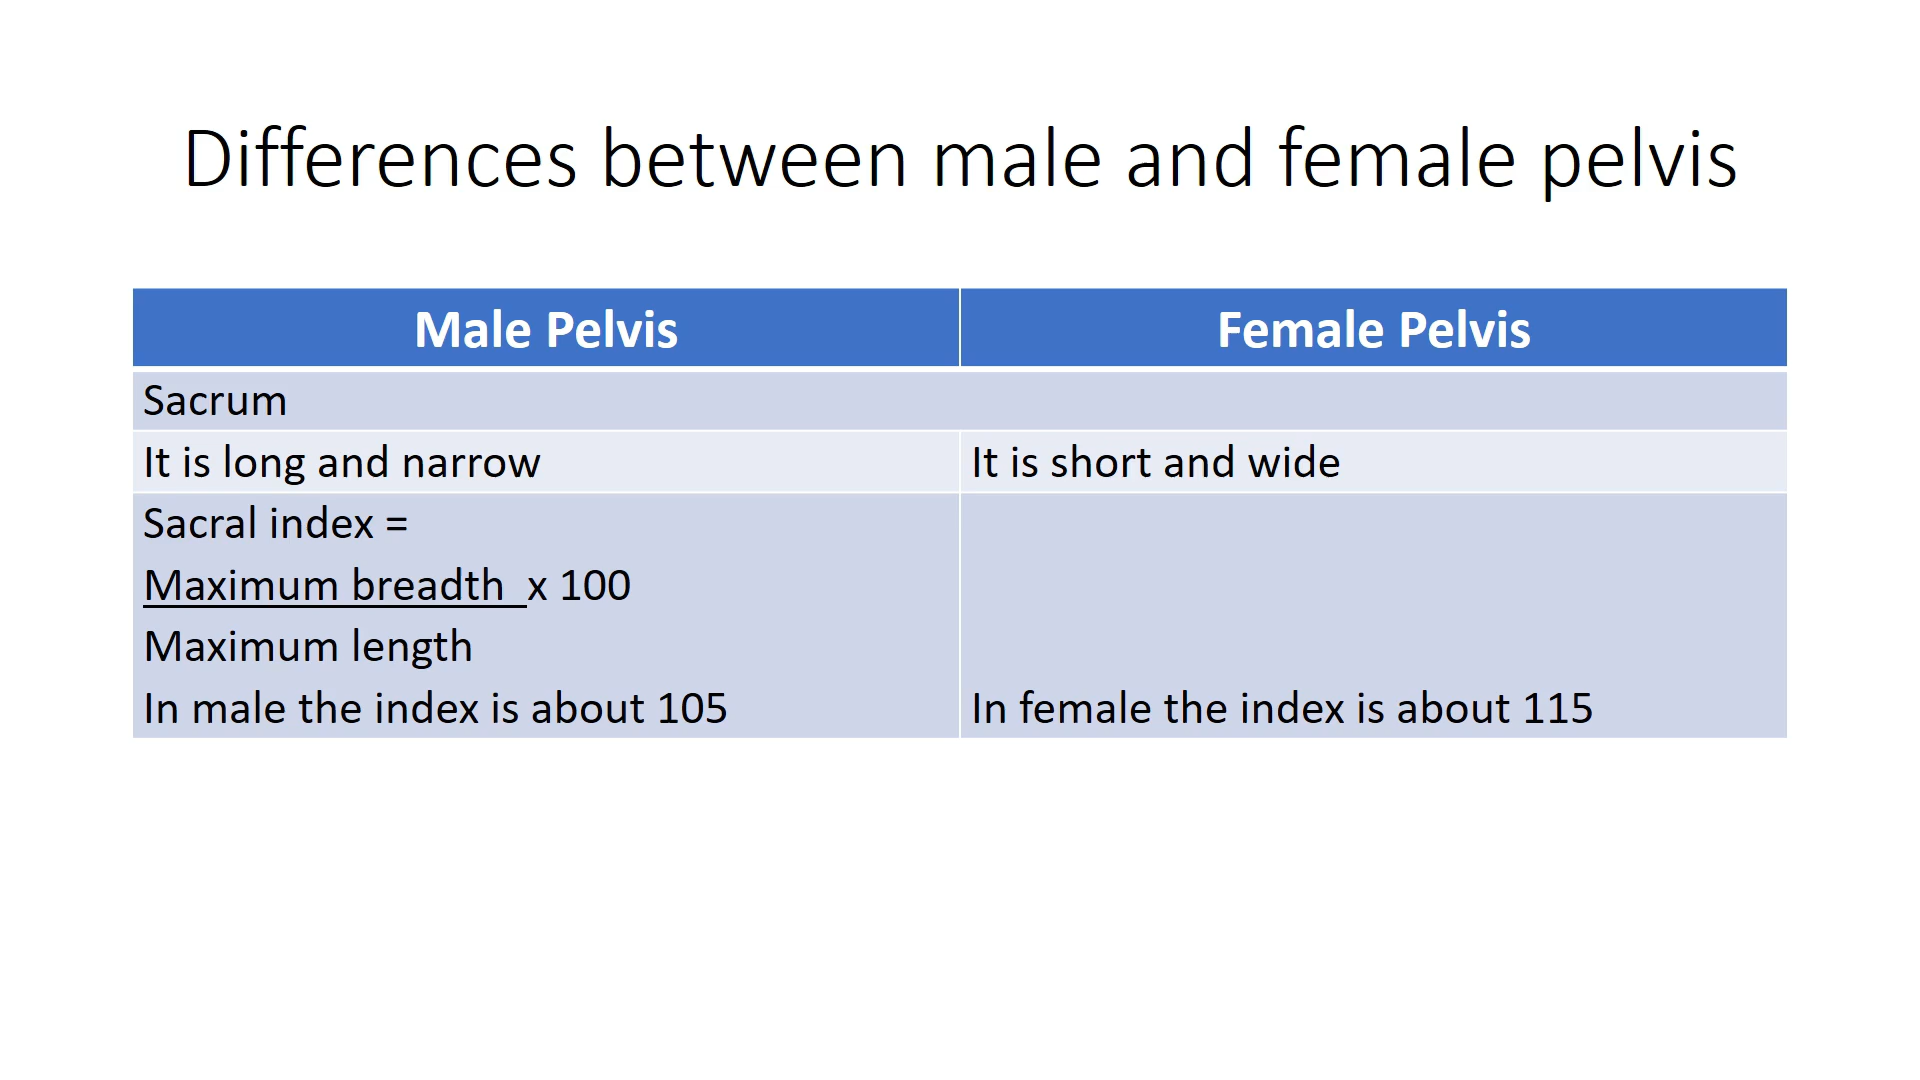 Differences between male and female pelvis
Male Pelvis
Female Pelvis
Sacrum
It is long and narrow
It is short and wide
Sacral index =
Maximum breadth x 100
Maximum length
In male the index is about 105
In female the index is about 115